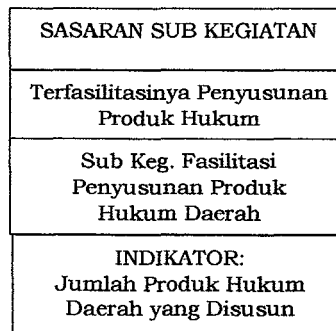 SASARAN SUB KEGIATAN
Terfasilitasinya Penyusunan
Produk Hukum
Sub Keg. Fasilitasi
Penyusunan Produk
Hukum Daerah
INDIKATOR:
Jumlah Produk Hukum
Daerah yang Disusun